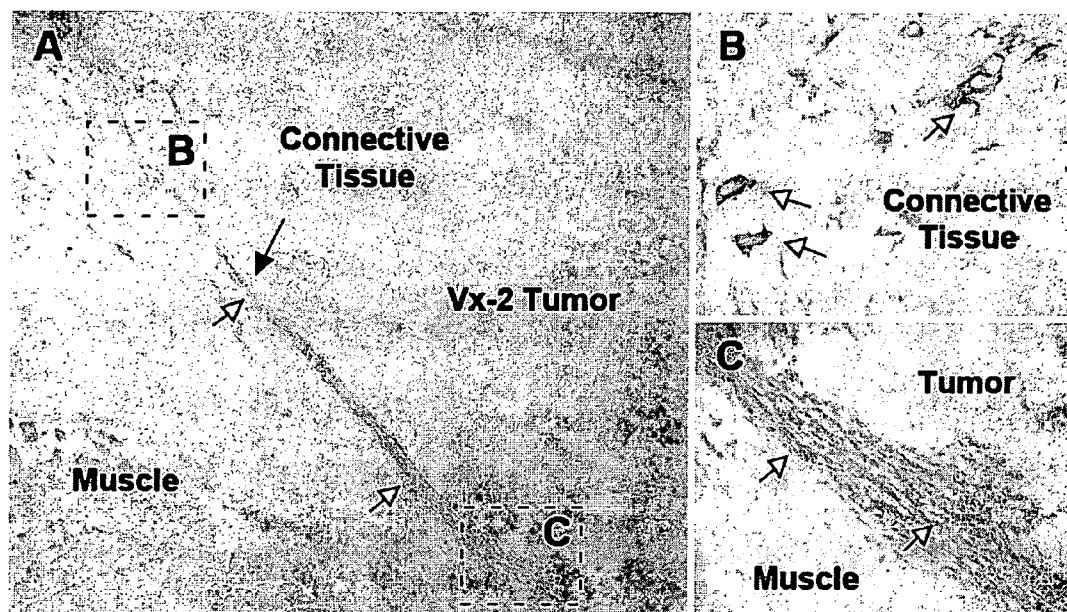 A
B
Connective
Tissue
Vx-2 Tumor
Muscle
C
B
Connective
Tissue
C
Tumor
Muscle